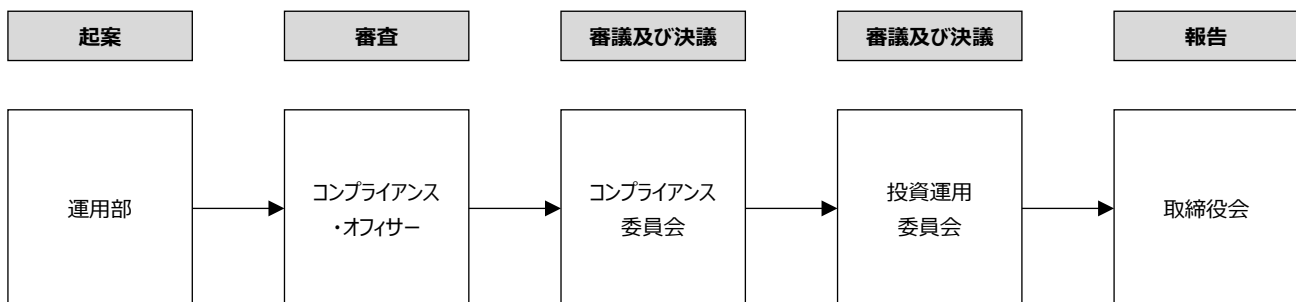 起案
審査
審議及び決議
審議及び決議
報告
運用部
コンプライアンス
・オフィサー
コンプライアンス
委員会
投資運用
委員会
取締役会